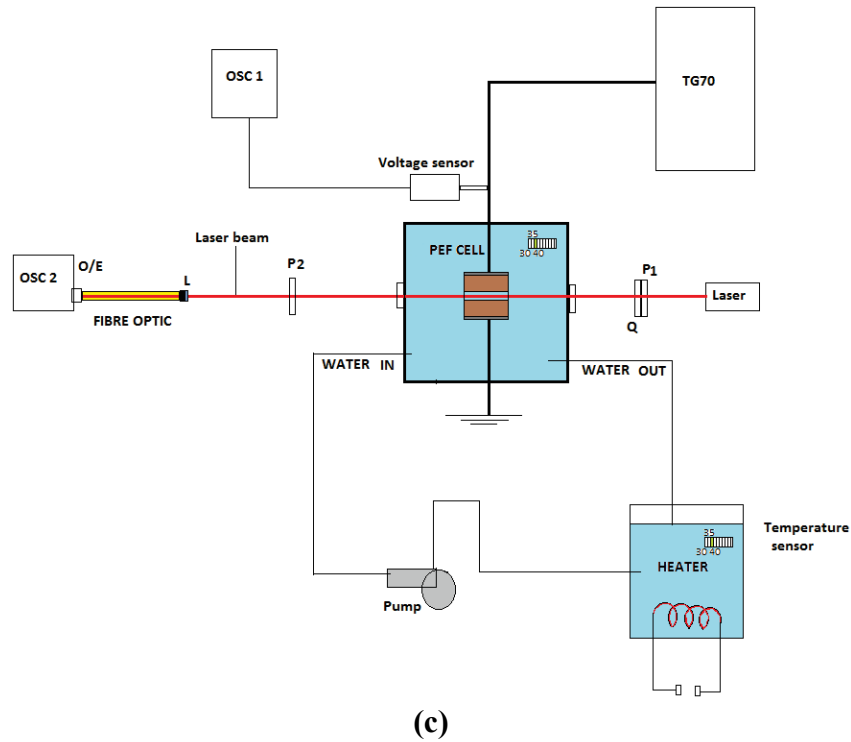 OSC 1
TG70
Voltage sensor
Laser beam
P2
35
30 40
PEF CELL
P1
OSC 2
O/E
L
Laser
FIBRE OPTIC
Q
WATER IN
WATER OUT
Temperature
sensor
35
30 40
HEATER
Pump
(c)